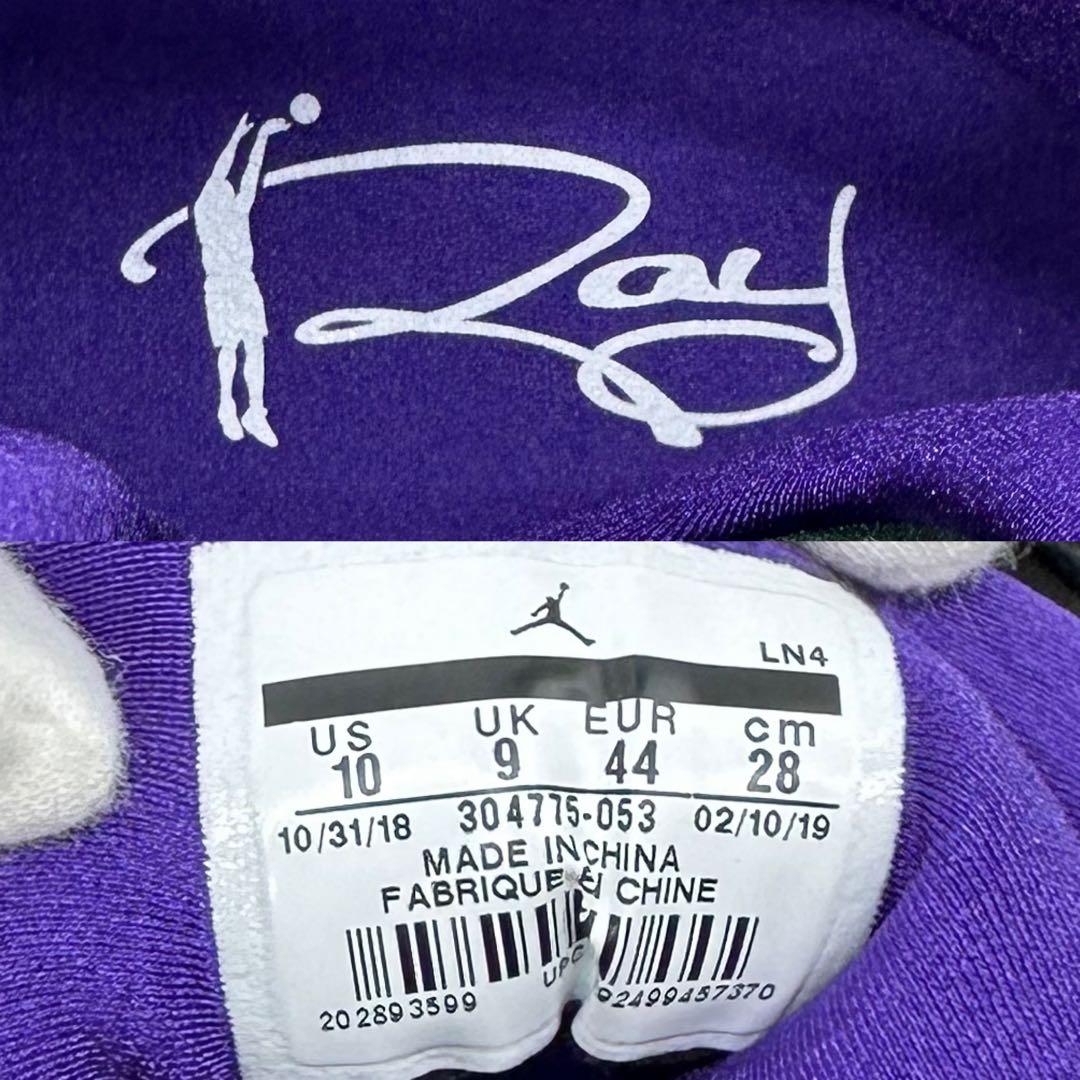 Ray
LN4
US UK EUR cm
10 9 44 28
10/31/18 304775-053 02/10/19
MADE IN CHINA
FABRIQUE CHINE
UPC
202893599